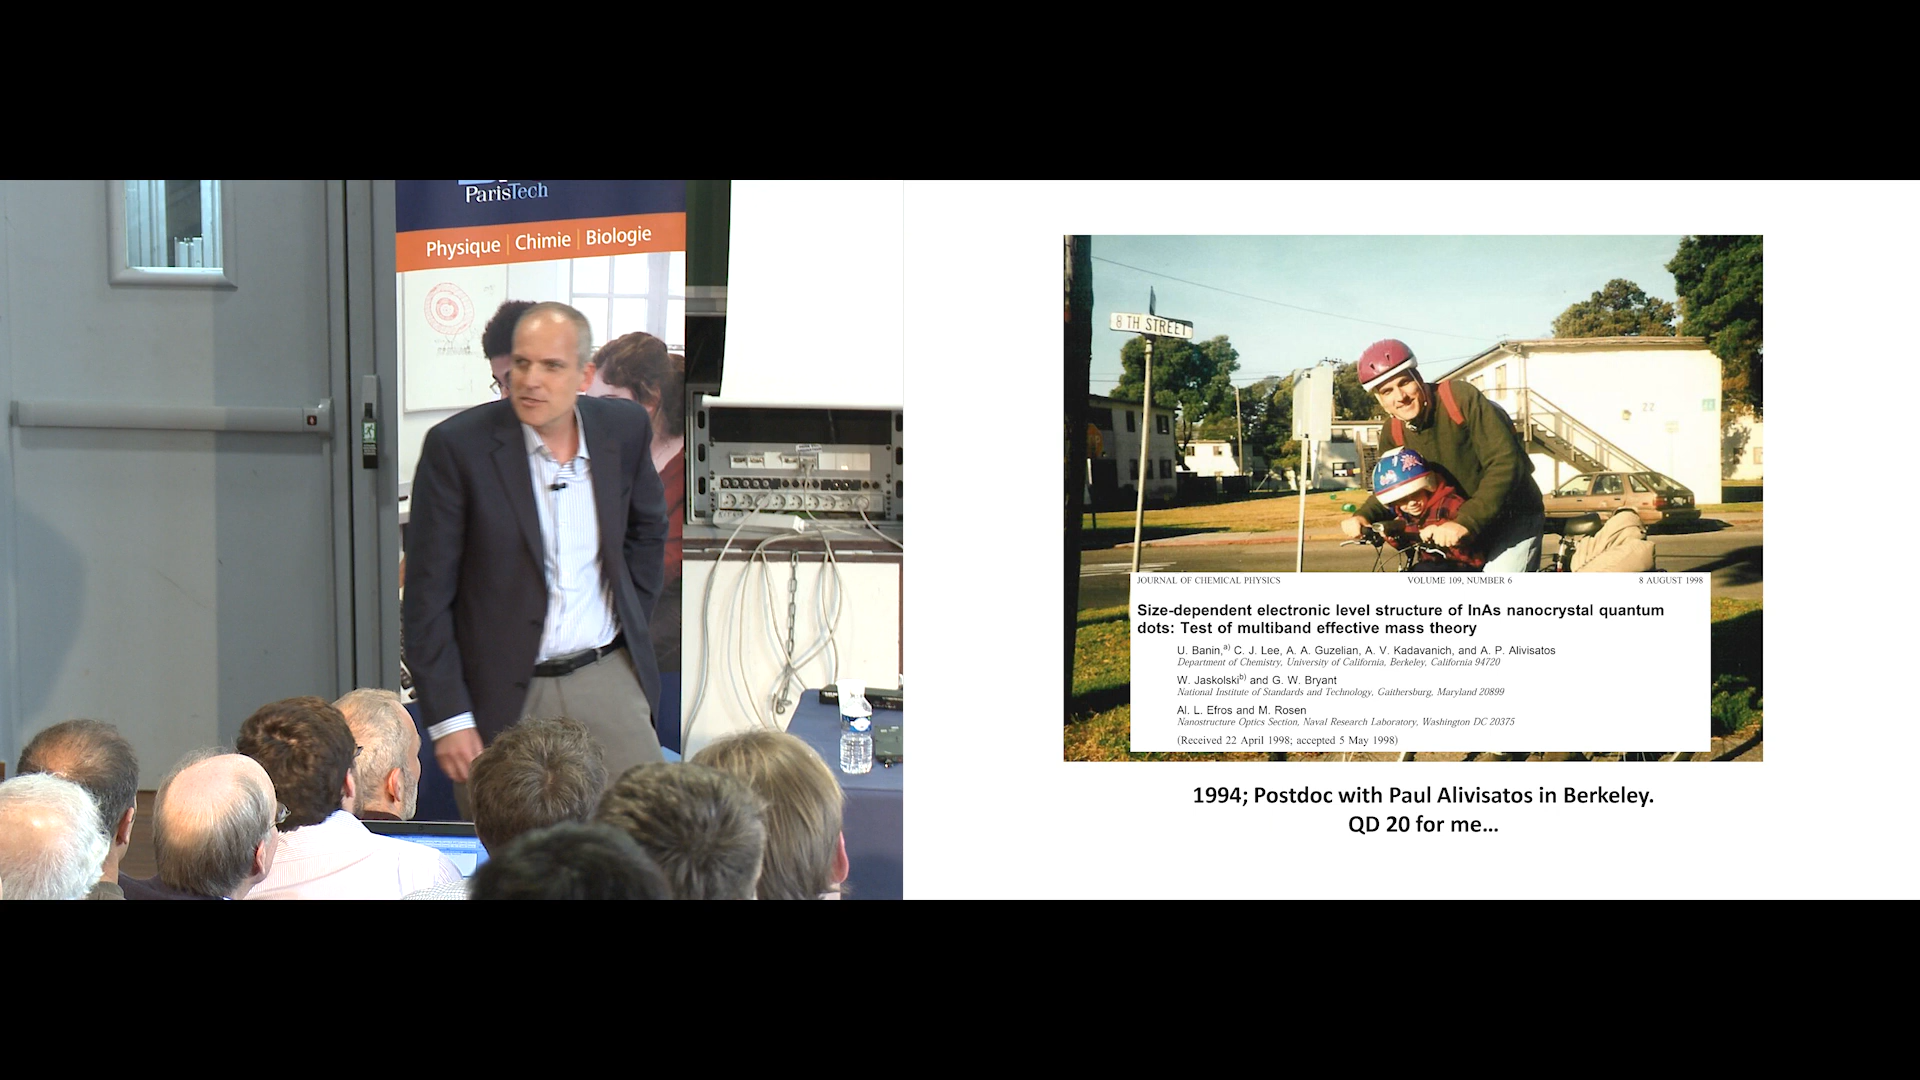 ParisTech
Physique | Chimie | Biologie
8 TH STREET
22
JOURNAL OF CHEMICAL PHYSICS VOLUME 109, NUMBER 6 8 AUGUST 1998
Size-dependent electronic level structure of InAs nanocrystal quantum
dots: Test of multiband effective mass theory
U. Banin,a) C. J. Lee, A. A. Guzelian, A. V. Kadavanich, and A. P. Alivisatos
Department of Chemistry, University of California, Berkeley, California 94720
W. Jaskolskib) and G. W. Bryant
National Institute of Standards and Technology, Gaithersburg, Maryland 20899
Al. L. Efros and M. Rosen
Nanostructure Optics Section, Naval Research Laboratory, Washington DC 20375
(Received 22 April 1998; accepted 5 May 1998)
1994; Postdoc with Paul Alivisatos in Berkeley.
QD 20 for me...